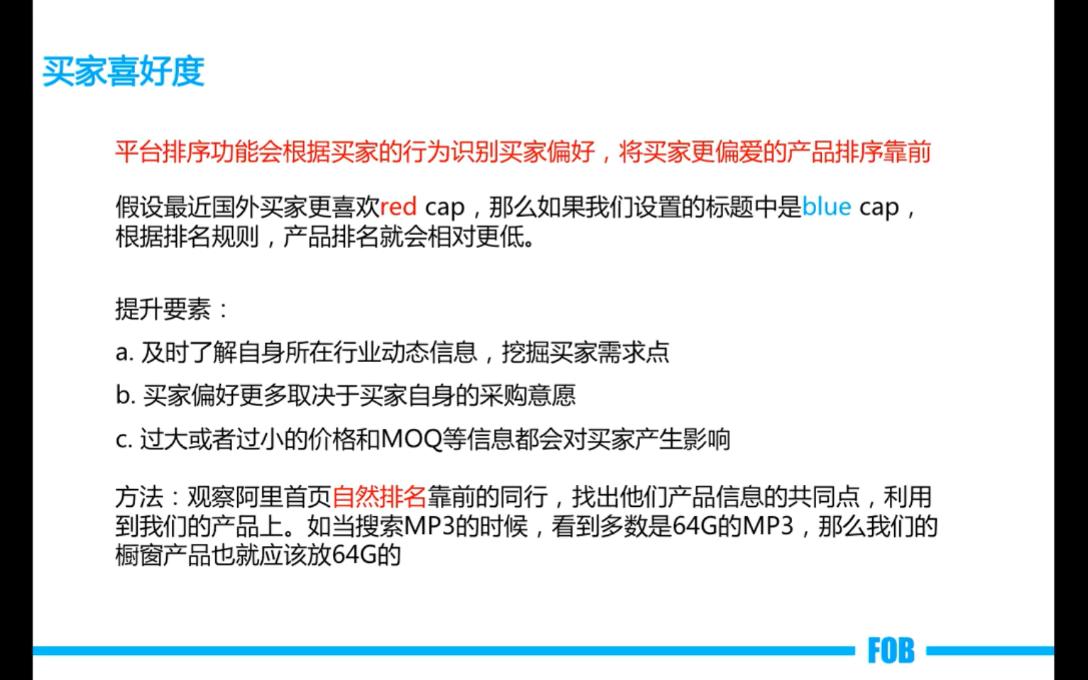 买家喜好度
平台排序功能会根据买家的行为识别买家偏好，将买家更偏爱的产品排序靠前
假设最近国外买家更喜欢red cap，那么如果我们设置的标题中是blue cap，
根据排名规则，产品排名就会相对更低。
提升要素：
a. 及时了解自身所在行业动态信息，挖掘买家需求点
b. 买家偏好更多取决于买家自身的采购意愿
c. 过大或者过小的价格和MOQ等信息都会对买家产生影响
方法：观察阿里首页自然排名靠前的同行，找出他们产品信息的共同点，利用
到我们的产品上。如当搜索MP3的时候，看到多数是64G的MP3，那么我们的
橱窗产品也就应该放64G的
FOB